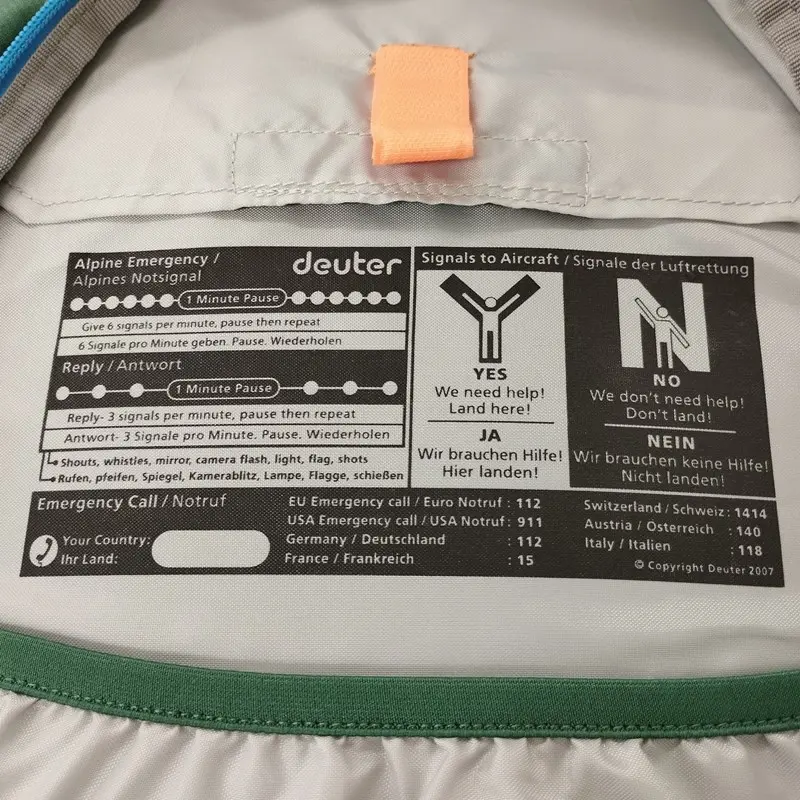 Alpine Emergency /
Alpines Notsignal
deuter
1 Minute Pause
Give 6 signals per minute, pause then repeat
6 Signale pro Minute geben. Pause. Wiederholen
Reply / Antwort
1 Minute Pause
Reply- 3 signals per minute, pause then repeat
Antwort- 3 Signale pro Minute. Pause. Wiederholen
Shouts, whistles, mirror, camera flash, light, flag, shots
Rufen, pfeifen, Spiegel, Kamerablitz, Lampe, Flagge, schießen
Signals to Aircraft / Signale der Luftrettung
Y
YES
We need help!
Land here!
JA
Wir brauchen Hilfe!
Hier landen!
N
NO
We don't need help!
Don't land!
NEIN
Wir brauchen keine Hilfe!
Nicht landen!
Emergency Call / Notruf
Your Country:
Ihr Land:
EU Emergency call / Euro Notruf : 112
USA Emergency call / USA Notruf : 911
Germany / Deutschland : 112
France / Frankreich : 15
Switzerland / Schweiz : 1414
Austria / Österreich : 140
Italy / Italien : 118
© Copyright Deuter 2007